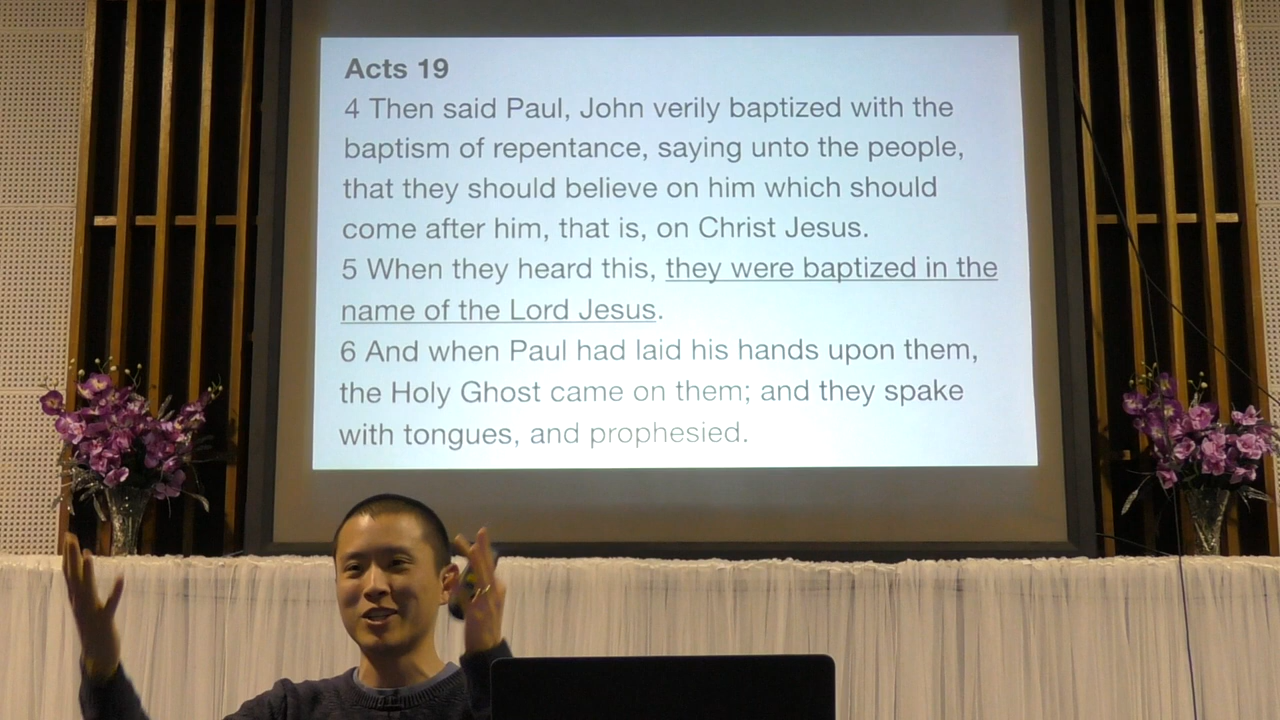 Acts 19
4 Then said Paul, John verily baptized with the
baptism of repentance, saying unto the people,
that they should believe on him which should
come after him, that is, on Christ Jesus.
5 When they heard this, they were baptized in the
name of the Lord Jesus.
6 And when Paul had laid his hands upon them,
the Holy Ghost came on them; and they spake
with tongues, and prophesied.